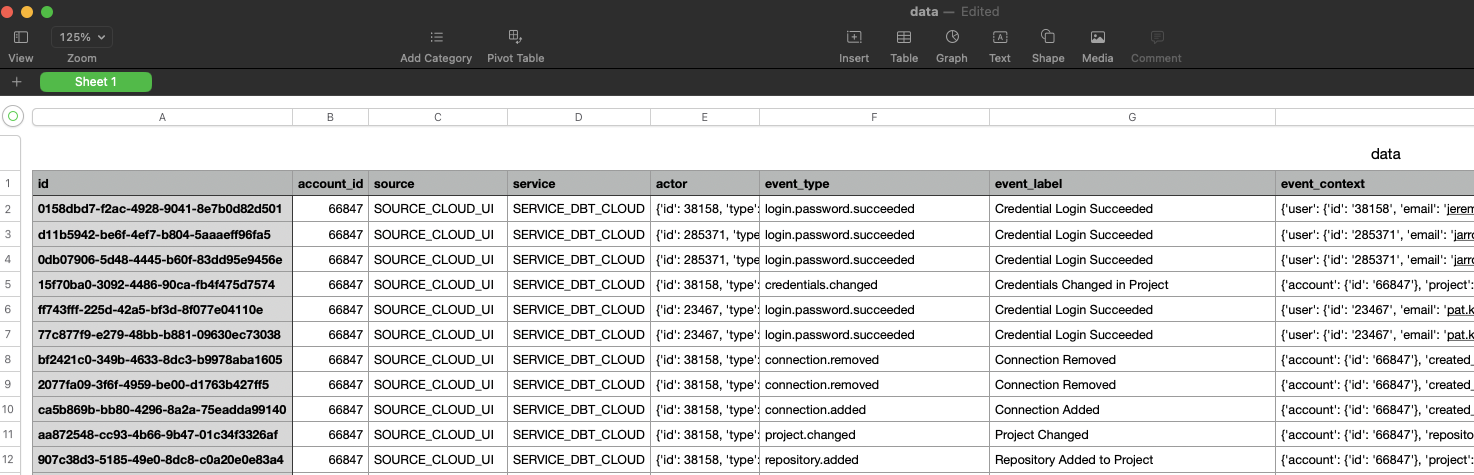 data — Edited
125%
View Zoom Add Category Pivot Table Insert Table Graph Text Shape Media Comment
+ Sheet 1
A B C D E F G
data
1 id account_id source service actor event_type event_label event_context
2 0158dbd7-f2ac-4928-9041-8e7b0d82d501 66847 SOURCE_CLOUD_UI SERVICE_DBT_CLOUD {'id': 38158, 'type': login.password.succeeded Credential Login Succeeded {'user': {'id': '38158', 'email': 'jerem
3 d11b5942-be6f-4ef7-b804-5aaaeff96fa5 66847 SOURCE_CLOUD_UI SERVICE_DBT_CLOUD {'id': 285371, 'type login.password.succeeded Credential Login Succeeded {'user': {'id': '285371', 'email': 'jarro
4 0db07906-5d48-4445-b60f-83dd95e9456e 66847 SOURCE_CLOUD_UI SERVICE_DBT_CLOUD {'id': 285371, 'type login.password.succeeded Credential Login Succeeded {'user': {'id': '285371', 'email': 'jarro
5 15f70ba0-3092-4486-90ca-fb4f475d7574 66847 SOURCE_CLOUD_UI SERVICE_DBT_CLOUD {'id': 38158, 'type': credentials.changed Credentials Changed in Project {'account': {'id': '66847'}, 'project':
6 ff743fff-225d-42a5-bf3d-8f077e04110e 66847 SOURCE_CLOUD_UI SERVICE_DBT_CLOUD {'id': 23467, 'type': login.password.succeeded Credential Login Succeeded {'user': {'id': '23467', 'email': 'pat.k
7 77c877f9-e279-48bb-b881-09630ec73038 66847 SOURCE_CLOUD_UI SERVICE_DBT_CLOUD {'id': 23467, 'type': login.password.succeeded Credential Login Succeeded {'user': {'id': '23467', 'email': 'pat.k
8 bf2421c0-349b-4633-8dc3-b9978aba1605 66847 SOURCE_CLOUD_UI SERVICE_DBT_CLOUD {'id': 38158, 'type': connection.removed Connection Removed {'account': {'id': '66847'}, 'created_
9 2077fa09-3f6f-4959-be00-d1763b427ff5 66847 SOURCE_CLOUD_UI SERVICE_DBT_CLOUD {'id': 38158, 'type': connection.removed Connection Removed {'account': {'id': '66847'}, 'created_
10 ca5b869b-bb80-4296-8a2a-75eadda99140 66847 SOURCE_CLOUD_UI SERVICE_DBT_CLOUD {'id': 38158, 'type': connection.added Connection Added {'account': {'id': '66847'}, 'created_
11 aa872548-cc93-4b66-9b47-01c34f3326af 66847 SOURCE_CLOUD_UI SERVICE_DBT_CLOUD {'id': 38158, 'type': project.changed Project Changed {'account': {'id': '66847'}, 'reposito
12 907c38d3-5185-49e0-8dc8-c0a20e0e83a4 66847 SOURCE_CLOUD_UI SERVICE_DBT_CLOUD {'id': 38158, 'type': repository.added Repository Added to Project {'account': {'id': '66847'}, 'project':